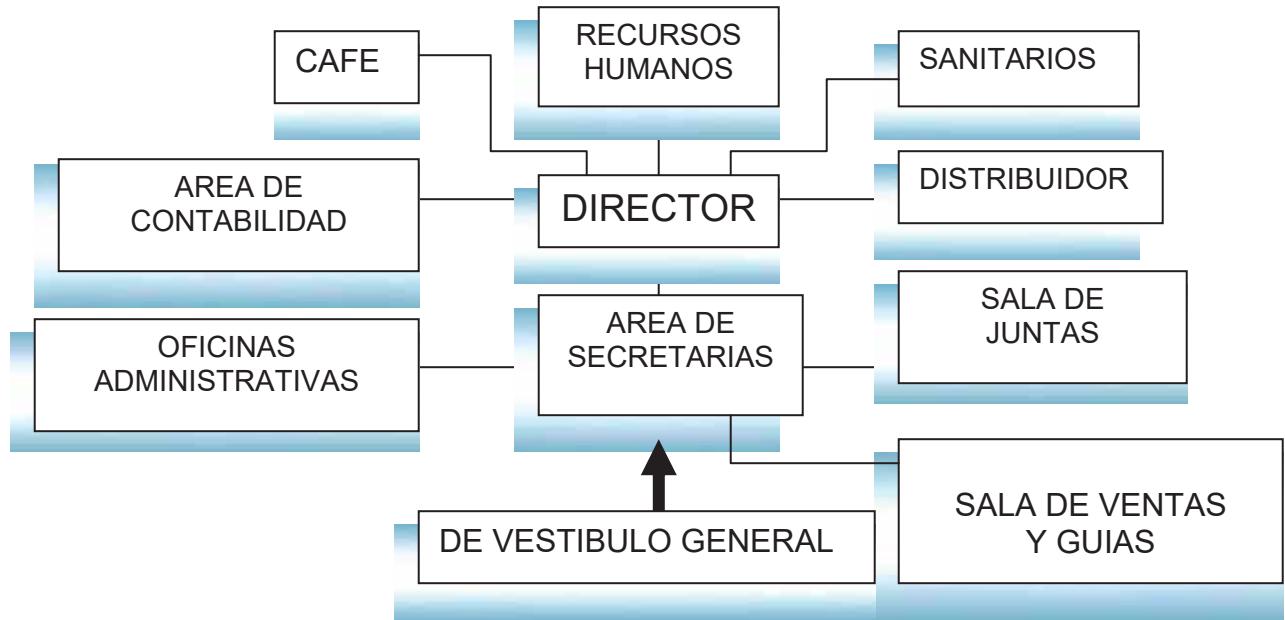 CAFE
RECURSOS
HUMANOS
SANITARIOS
AREA DE
CONTABILIDAD
DIRECTOR
DISTRIBUIDOR
OFICINAS
ADMINISTRATIVAS
AREA DE
SECRETARIAS
SALA DE
JUNTAS
DE VESTIBULO GENERAL
SALA DE VENTAS
Y GUIAS